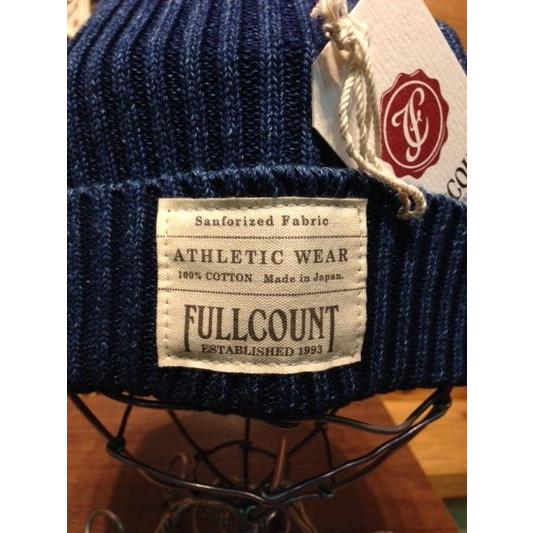 Sanforized Fabric
ATHLETIC WEAR
100% COTTON Made in Japan.
FULLCOUNT
ESTABLISHED 1993